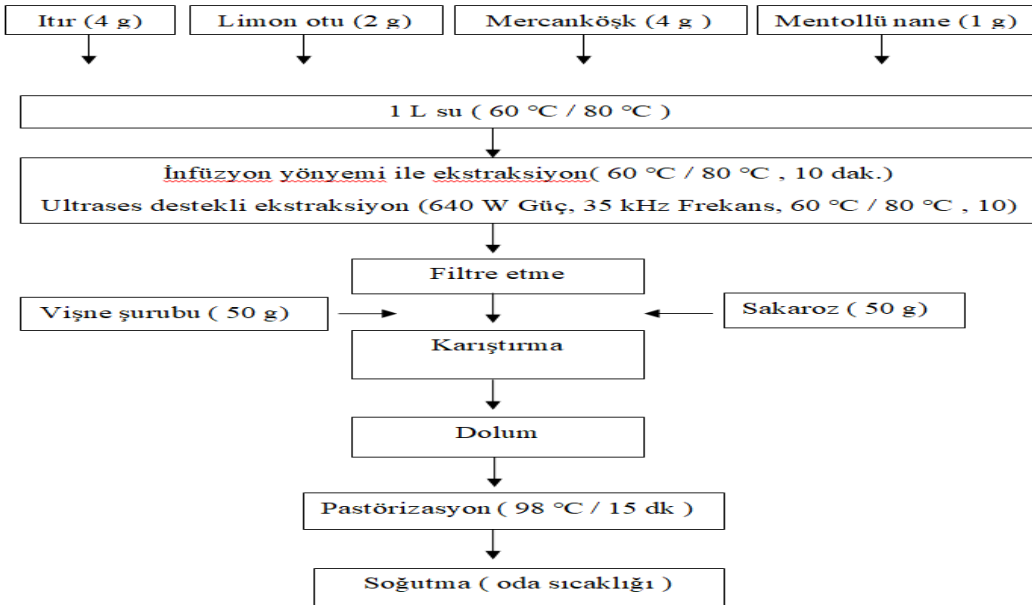 Itır (4 g)
Limon otu (2 g)
Mercanköşk (4 g )
Mentollü nane (1 g)
1 L su ( 60 °C / 80 °C )
İnfüzyon yönyemi ile ekstraksiyon( 60 °C / 80 °C , 10 dak.)
Ultrases destekli ekstraksiyon (640 W Güç, 35 kHz Frekans, 60 °C / 80 °C , 10)
Filtre etme
Vişne şurubu ( 50 g)
Sakaroz ( 50 g)
Karıştırma
Dolum
Pastörizasyon ( 98 °C / 15 dk )
Soğutma ( oda sıcaklığı )